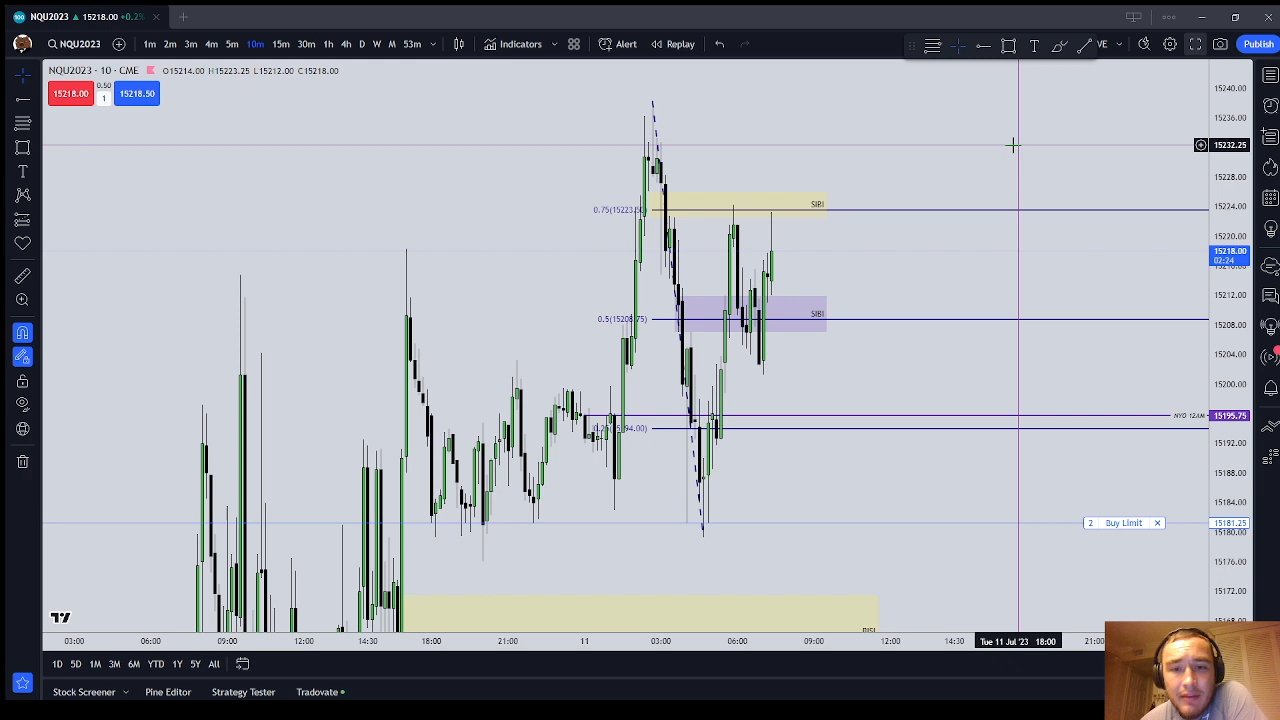 NQU2023 ▲ 15218.00 +0.2%
NQU2023 1m 2m 3m 4m 5m 10m 15m 30m 1h 4h D W M 53m Indicators Alert Replay Publish
NQU2023 · 10 · CME O15214.00 H15223.25 L15212.00 C15218.00
15218.00 0.50 1 15218.50
15240.00
15236.00
15232.25
15228.00
SIBI
0.75(15223.50)
15224.00
15220.00
15218.00
02:24
15212.00
SIBI
0.5(15208.75)
15208.00
15204.00
15200.00
NYO 12AM 15195.75
15192.00
15188.00
15184.00
2 Buy Limit 15181.25
15180.00
15176.00
15172.00
15168.00
BISI
03:00 06:00 09:00 12:00 14:30 18:00 21:00 11 03:00 06:00 09:00 12:00 14:30 Tue 11 Jul '23 18:00 21:00
1D 5D 1M 3M 6M YTD 1Y 5Y All
Stock Screener Pine Editor Strategy Tester Tradovate